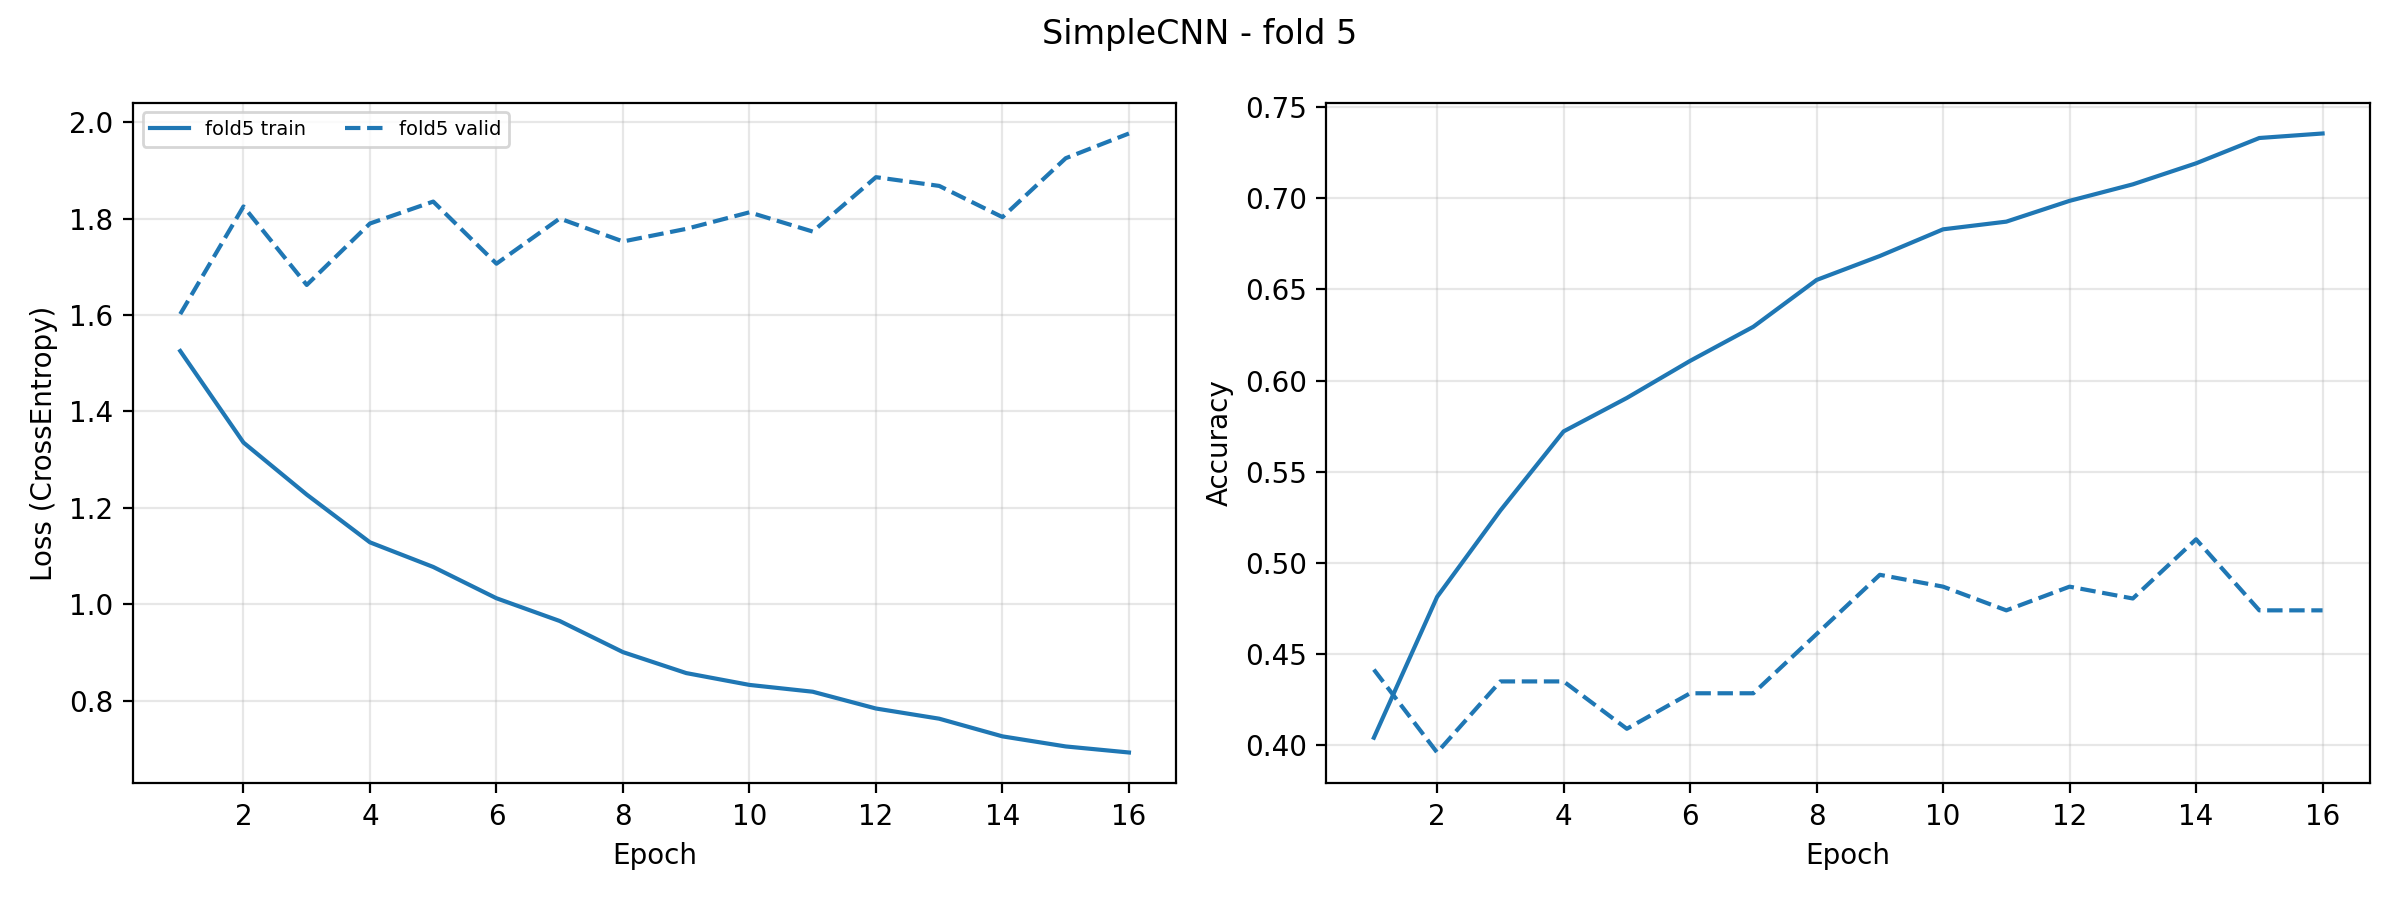 SimpleCNN - fold 5
fold5 train fold5 valid
2.0
1.8
1.6
1.4
1.2
1.0
0.8
Loss (CrossEntropy)
2 4 6 8 10 12 14 16
Epoch
0.75
0.70
0.65
0.60
0.55
0.50
0.45
0.40
Accuracy
2 4 6 8 10 12 14 16
Epoch